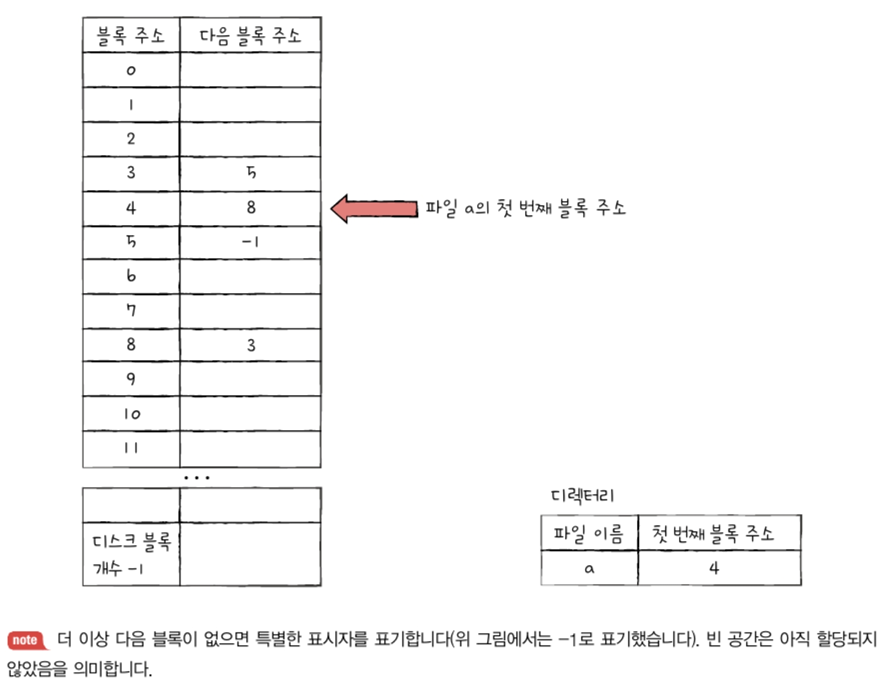 블록 주소 다음 블록 주소
0
1
2
3 5
4 8
파일 a의 첫 번째 블록 주소
5 -1
6
7
8 3
9
10
11
...
디스크 블록
개수 -1
디렉터리
파일 이름 첫 번째 블록 주소
a 4
note 더 이상 다음 블록이 없으면 특별한 표시자를 표기합니다(위 그림에서는 -1로 표기했습니다). 빈 공간은 아직 할당되지
않았음을 의미합니다.